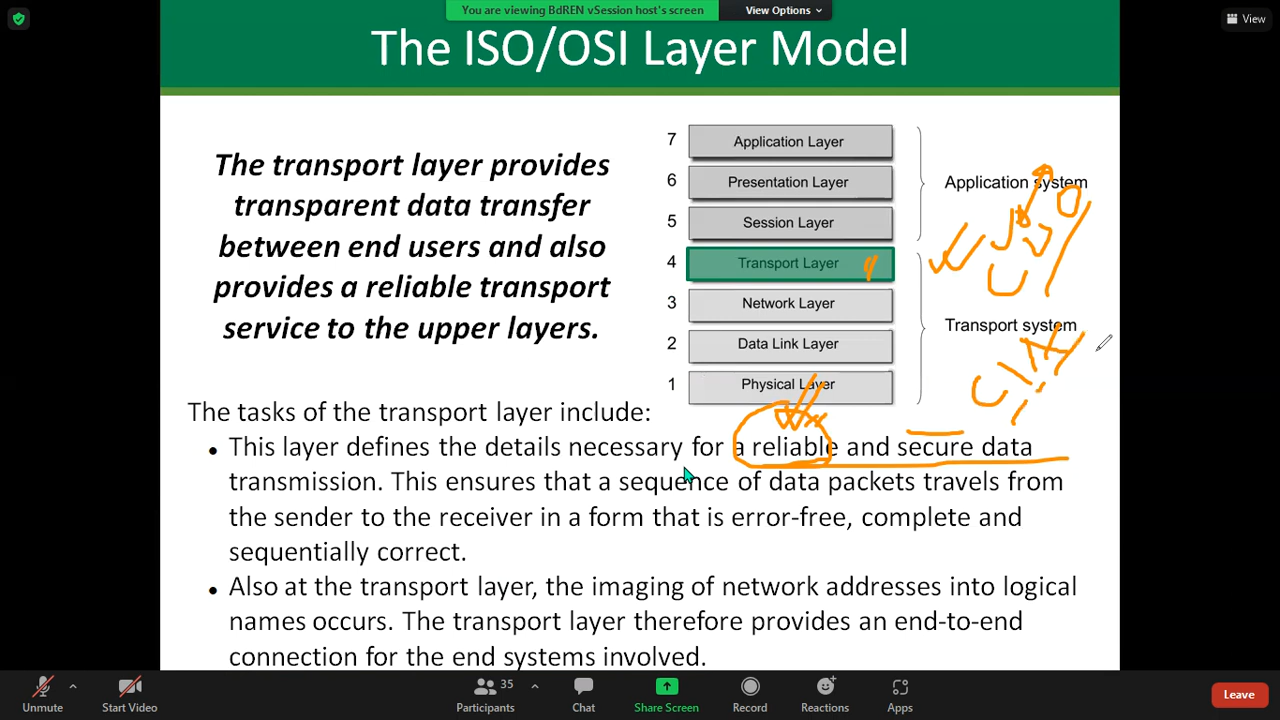 You are viewing BdREN vSession host's screen
View Options
View
The ISO/OSI Layer Model
The transport layer provides
transparent data transfer
between end users and also
provides a reliable transport
service to the upper layers.
7 Application Layer
6 Presentation Layer
5 Session Layer
4 Transport Layer
3 Network Layer
2 Data Link Layer
1 Physical Layer
Application system
Transport system
The tasks of the transport layer include:
• This layer defines the details necessary for a reliable and secure data
transmission. This ensures that a sequence of data packets travels from
the sender to the receiver in a form that is error-free, complete and
sequentially correct.
• Also at the transport layer, the imaging of network addresses into logical
names occurs. The transport layer therefore provides an end-to-end
connection for the end systems involved.
Unmute
Start Video
Participants 35
Chat
Share Screen
Record
Reactions
Apps
Leave